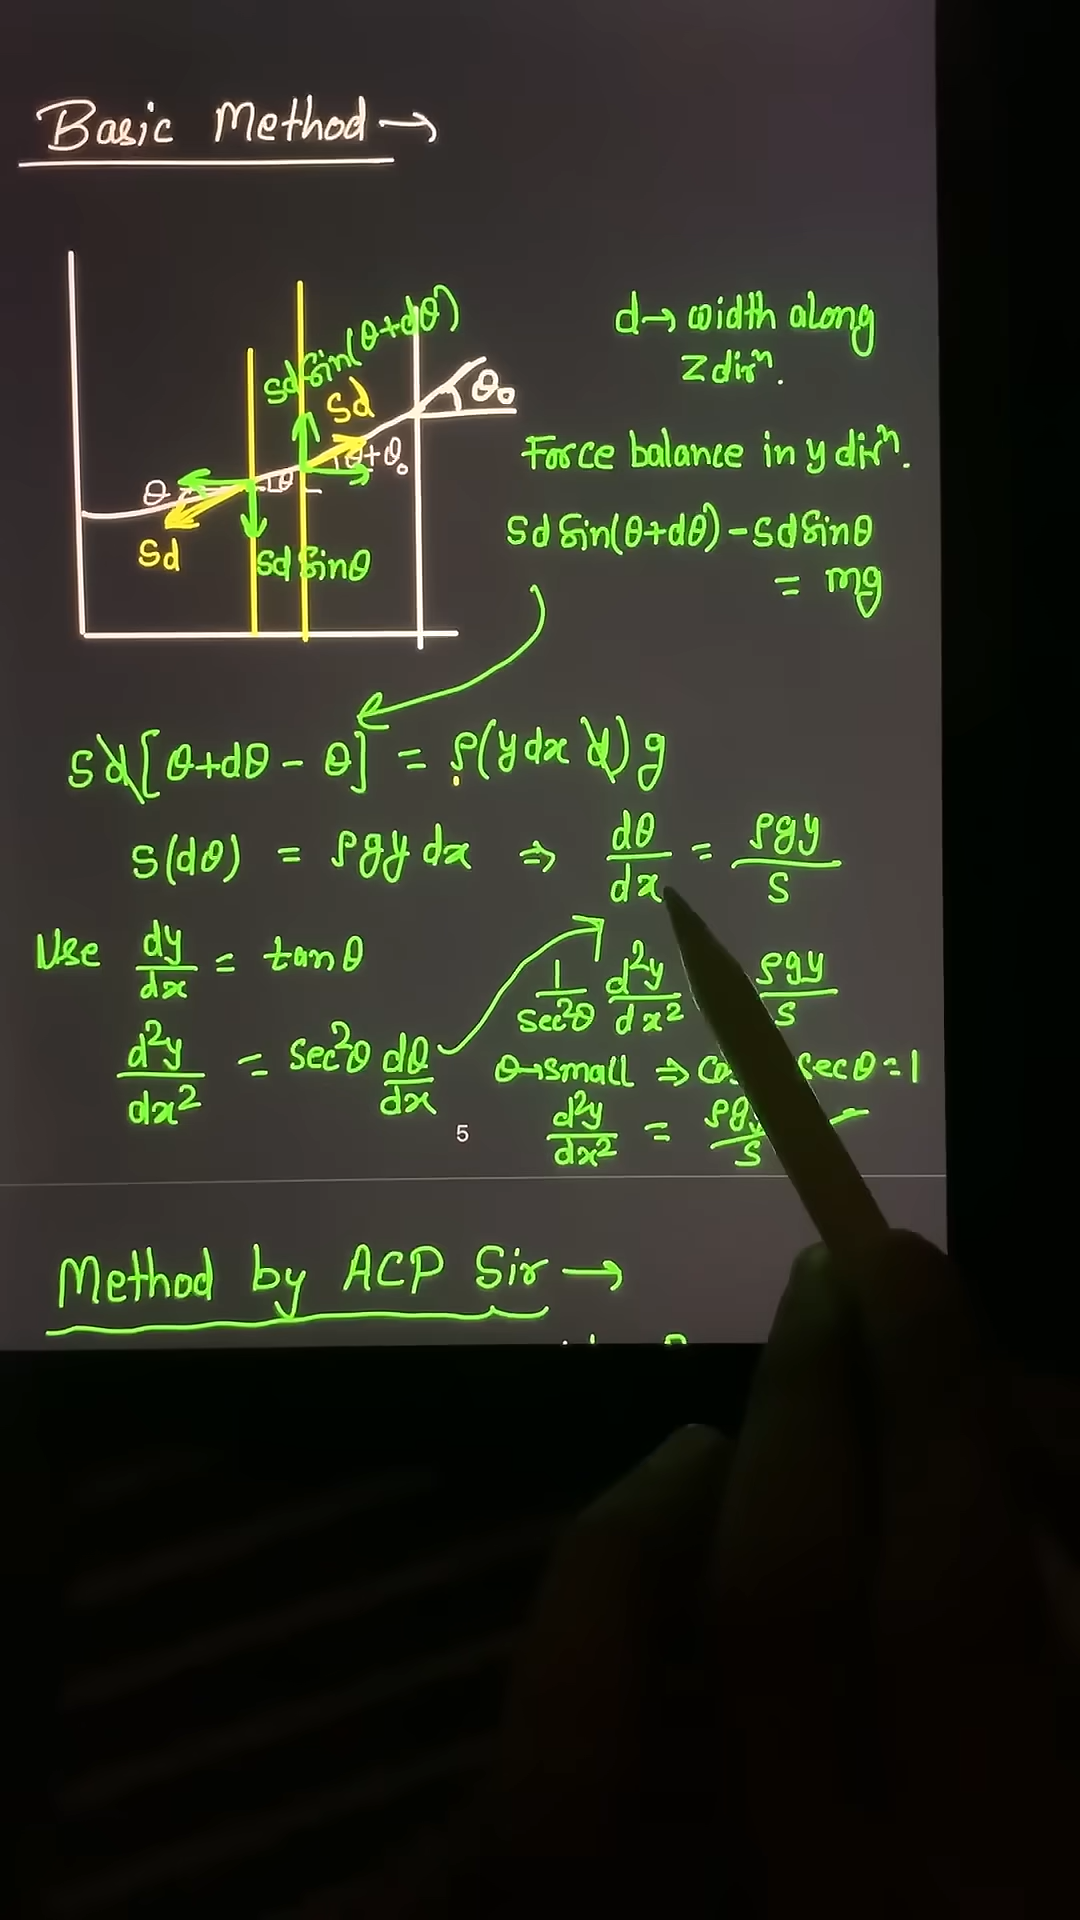 Basic Method →
Sd Sin(θ+dθ)
Sd
θ₀
θ+θ₀
θ
θ
Sd
Sd Sinθ
d → width along
z dirⁿ.
Force balance in y dirⁿ.
Sd Sin(θ+dθ) - Sd Sinθ
= mg
Sd[θ+dθ - θ] = ρ(y dx d)g
S(dθ) = ρgy dx ⇒ dθ/dx = ρgy/S
Use dy/dx = tanθ
1/sec²θ d²y/dx² ρgy/S
d²y/dx² = sec²θ dθ/dx
θ→small ⇒ secθ = 1
d²y/dx² = ρgy/S
5
Method by ACP Sir →